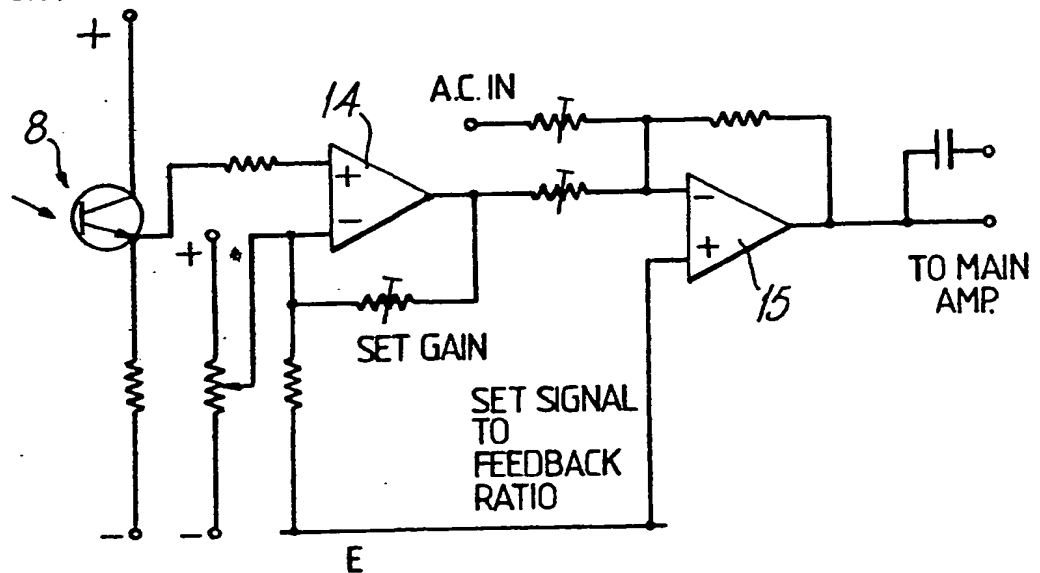 +
8
14
A.C. IN
+
-
+ *
SET GAIN
-
+
15
TO MAIN
AMP.
SET SIGNAL
TO
FEEDBACK
RATIO
- -
E